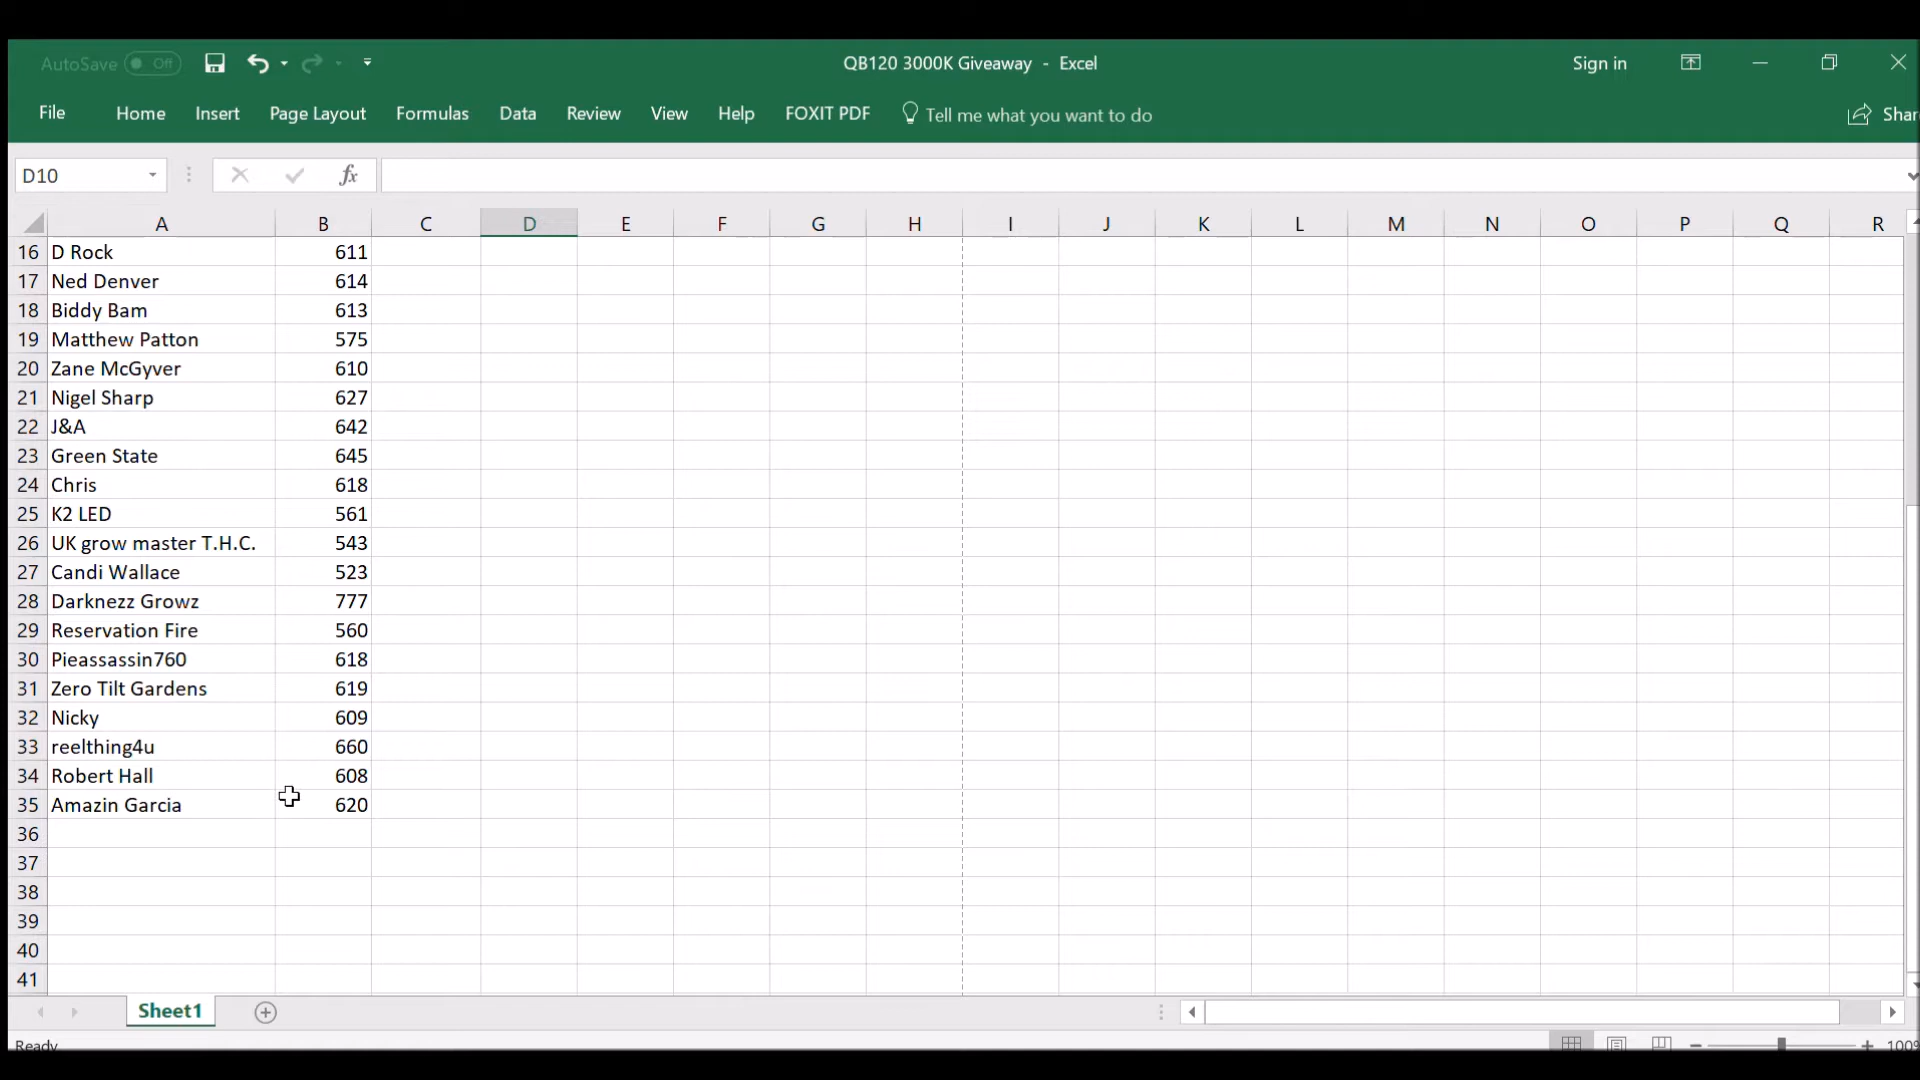 AutoSave Off QB120 3000K Giveaway - Excel Sign in
File Home Insert Page Layout Formulas Data Review View Help FOXIT PDF Tell me what you want to do Shar
D10 fx
A B C D E F G H I J K L M N O P Q R
16 D Rock 611
17 Ned Denver 614
18 Biddy Bam 613
19 Matthew Patton 575
20 Zane McGyver 610
21 Nigel Sharp 627
22 J&A 642
23 Green State 645
24 Chris 618
25 K2 LED 561
26 UK grow master T.H.C. 543
27 Candi Wallace 523
28 Darknezz Growz 777
29 Reservation Fire 560
30 Pieassassin760 618
31 Zero Tilt Gardens 619
32 Nicky 609
33 reelthing4u 660
34 Robert Hall 608
35 Amazin Garcia 620
36
37
38
39
40
41
Sheet1
Ready 100%